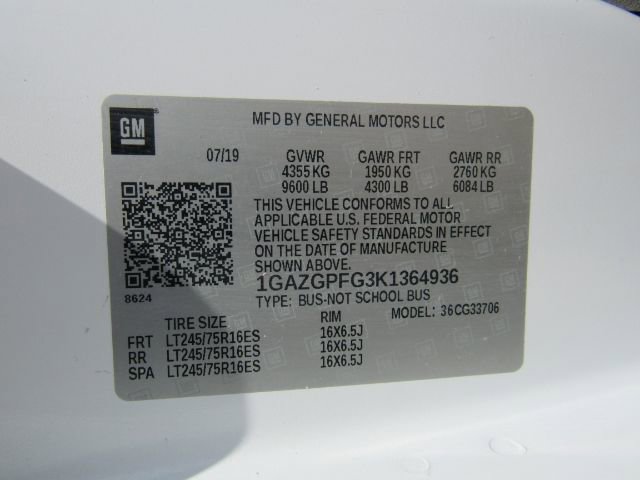 GM
MFD BY GENERAL MOTORS LLC
07/19 GVWR GAWR FRT GAWR RR
4355 KG 1950 KG 2760 KG
9600 LB 4300 LB 6084 LB
THIS VEHICLE CONFORMS TO ALL
APPLICABLE U.S. FEDERAL MOTOR
VEHICLE SAFETY STANDARDS IN EFFECT
ON THE DATE OF MANUFACTURE
SHOWN ABOVE.
8624
1GAZGPFG3K1364936
TYPE: BUS-NOT SCHOOL BUS
MODEL: 36CG33706
TIRE SIZE RIM
FRT LT245/75R16ES 16X6.5J
RR LT245/75R16ES 16X6.5J
SPA LT245/75R16ES 16X6.5J